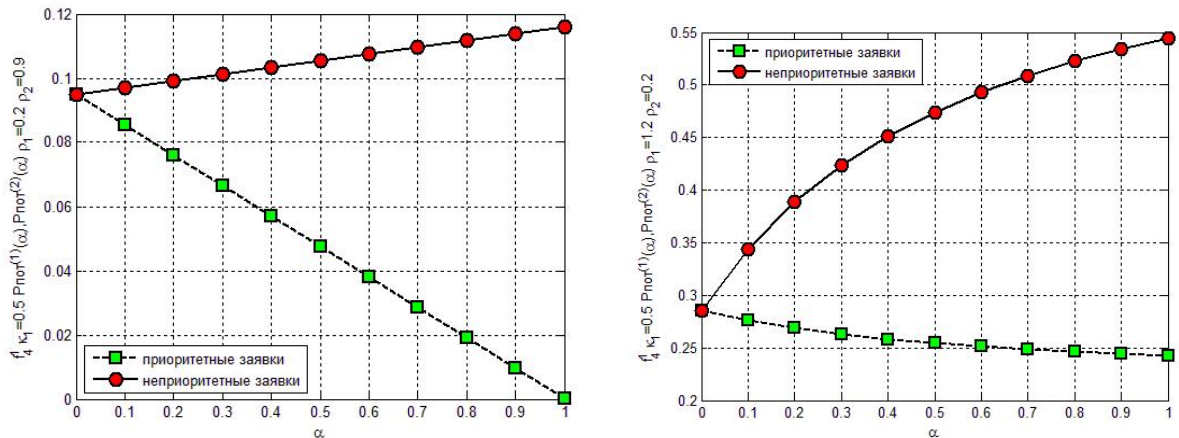 f₄¹ κ₁=0.5 Pпот⁽¹⁾(α),Pпот⁽²⁾(α) ρ₁=0.2 ρ₂=0.9
0.12
0.1
0.08
0.06
0.04
0.02
0
приоритетные заявки
неприоритетные заявки
0 0.1 0.2 0.3 0.4 0.5 0.6 0.7 0.8 0.9 1
α
f₄¹ κ₁=0.5 Pпот⁽¹⁾(α),Pпот⁽²⁾(α) ρ₁=1.2 ρ₂=0.2
0.55
0.5
0.45
0.4
0.35
0.3
0.25
0.2
приоритетные заявки
неприоритетные заявки
0 0.1 0.2 0.3 0.4 0.5 0.6 0.7 0.8 0.9 1
α